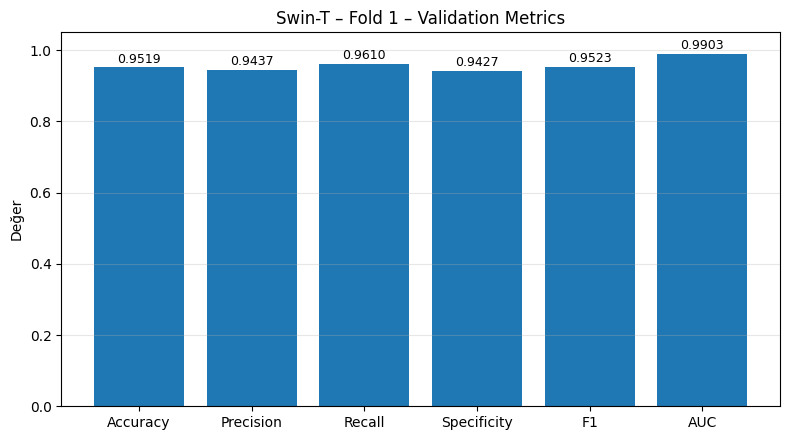 Swin-T – Fold 1 – Validation Metrics
1.0
0.8
0.6
0.4
0.2
0.0
Değer
0.9519 0.9437 0.9610 0.9427 0.9523 0.9903
Accuracy Precision Recall Specificity F1 AUC